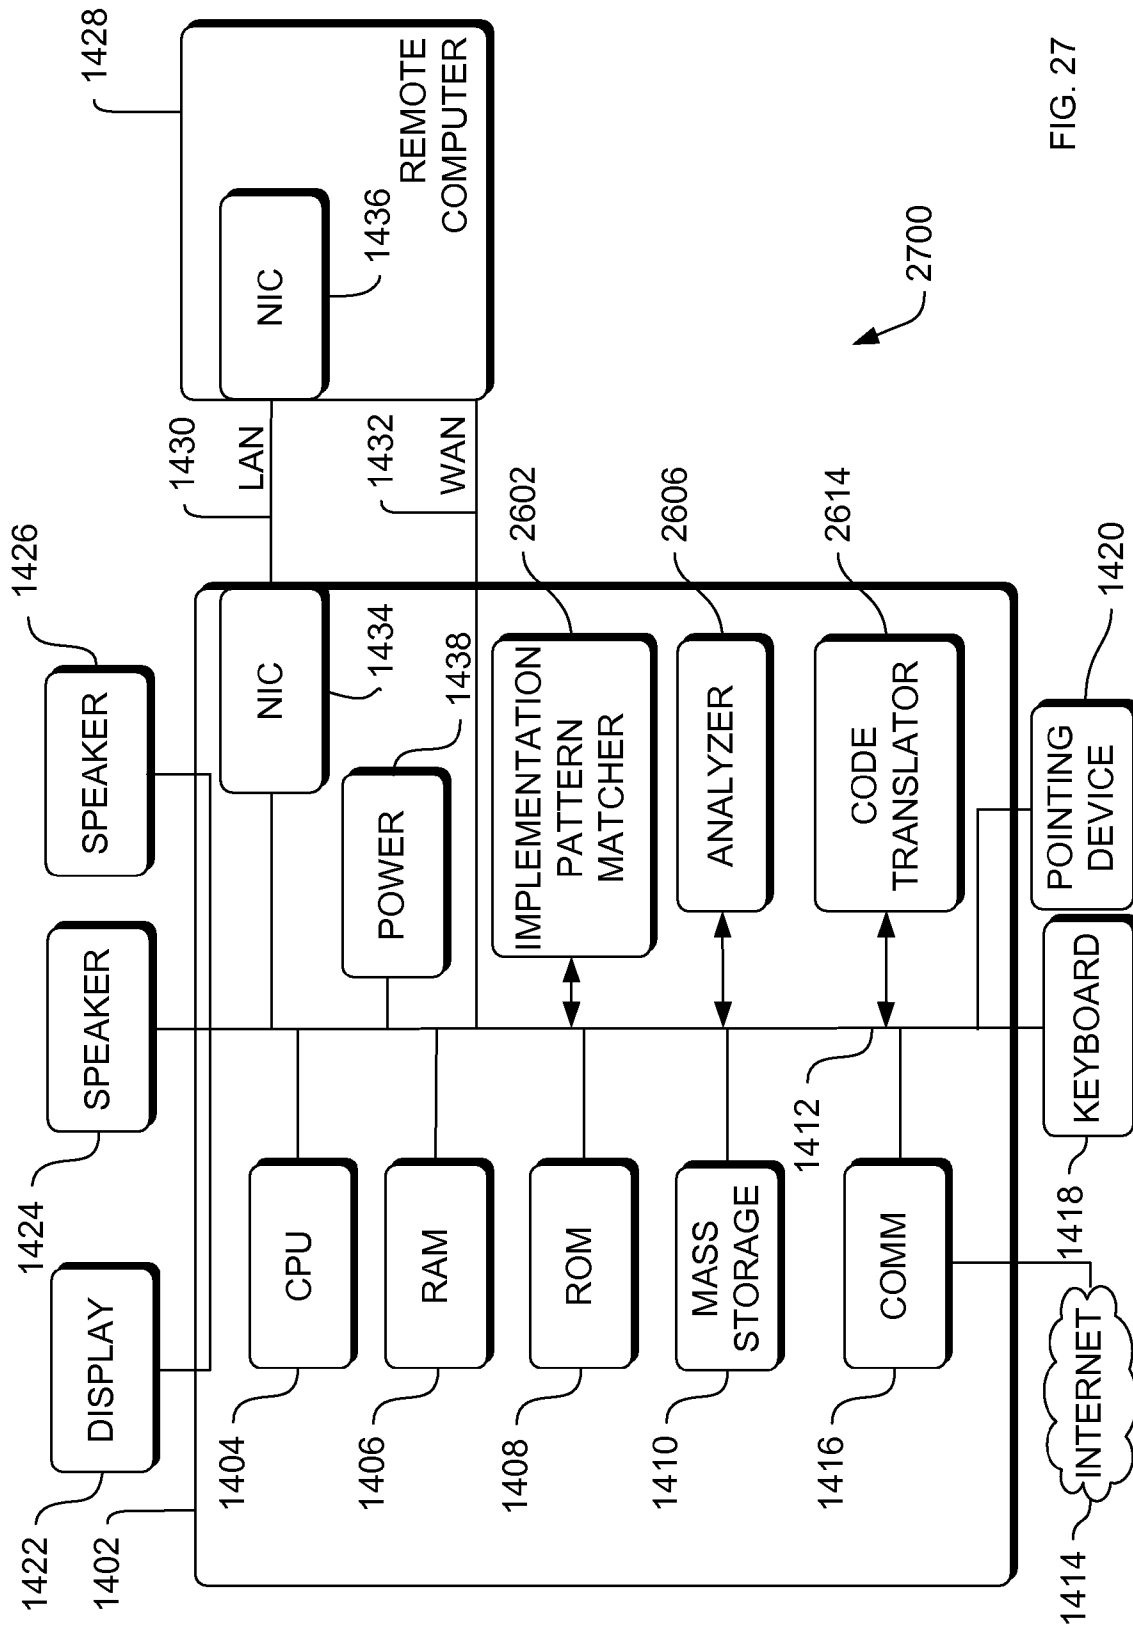 1422
DISPLAY
1424
SPEAKER
SPEAKER
1426
1402
1404
CPU
NIC
1434
1430
LAN
NIC
1436
1428
REMOTE
COMPUTER
1406
RAM
POWER
1438
1432
WAN
1408
ROM
IMPLEMENTATION
PATTERN
MATCHER
2602
1410
MASS
STORAGE
ANALYZER
2606
1412
1416
COMM
CODE
TRANSLATOR
2614
1414
INTERNET
1418
KEYBOARD
POINTING
DEVICE
1420
2700
FIG. 27